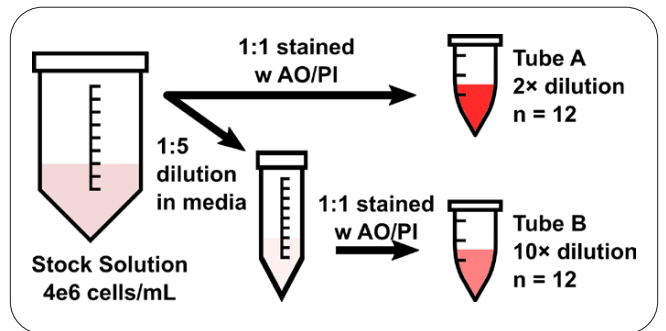 1:1 stained
w AO/PI
Tube A
2× dilution
n = 12
1:5
dilution
in media
1:1 stained
w AO/PI
Tube B
10× dilution
n = 12
Stock Solution
4e6 cells/mL